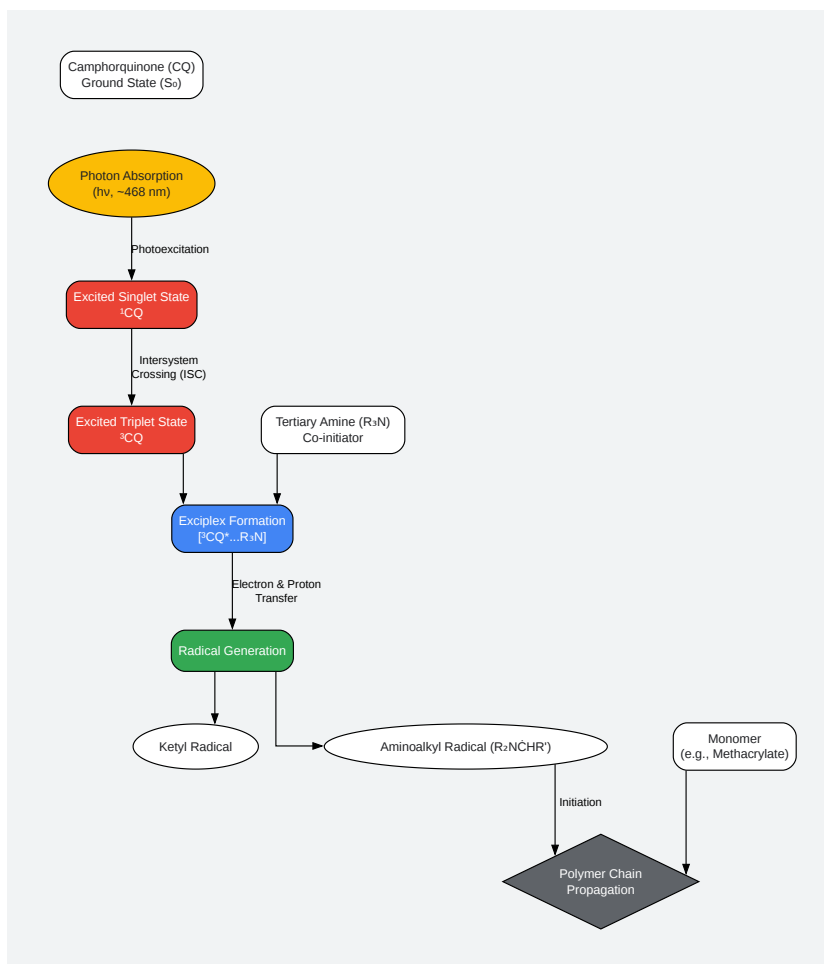 Camphorquinone (CQ)
Ground State (S₀)
Photon Absorption
(hν, ~468 nm)
Photoexcitation
Excited Singlet State
¹CQ
Intersystem
Crossing (ISC)
Excited Triplet State
³CQ
Tertiary Amine (R₃N)
Co-initiator
Exciplex Formation
[³CQ*...R₃N]
Electron & Proton
Transfer
Radical Generation
Ketyl Radical
Aminoalkyl Radical (R₂NĊHR')
Monomer
(e.g., Methacrylate)
Initiation
Polymer Chain
Propagation